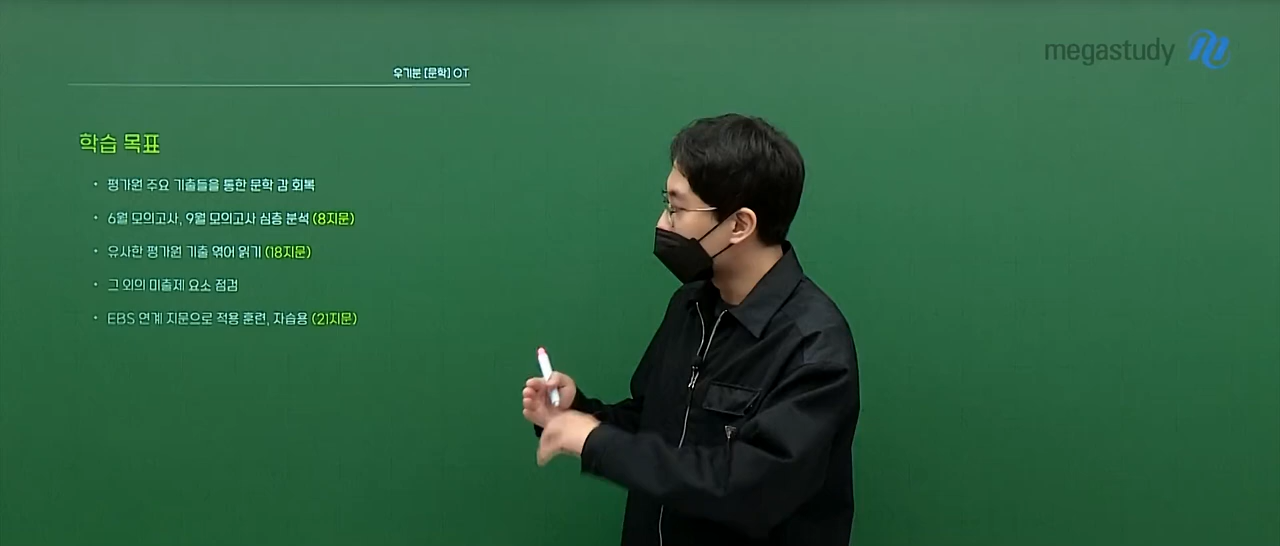 megastudy
우기분 [문학] OT
학습 목표
• 평가원 주요 기출들을 통한 문학 감 회복
• 6월 모의고사, 9월 모의고사 심층 분석 (8지문)
• 유사한 평가원 기출 엮어 읽기 (18지문)
• 그 외의 미출제 요소 점검
• EBS 연계 지문으로 적용 훈련, 자습용 (21지문)